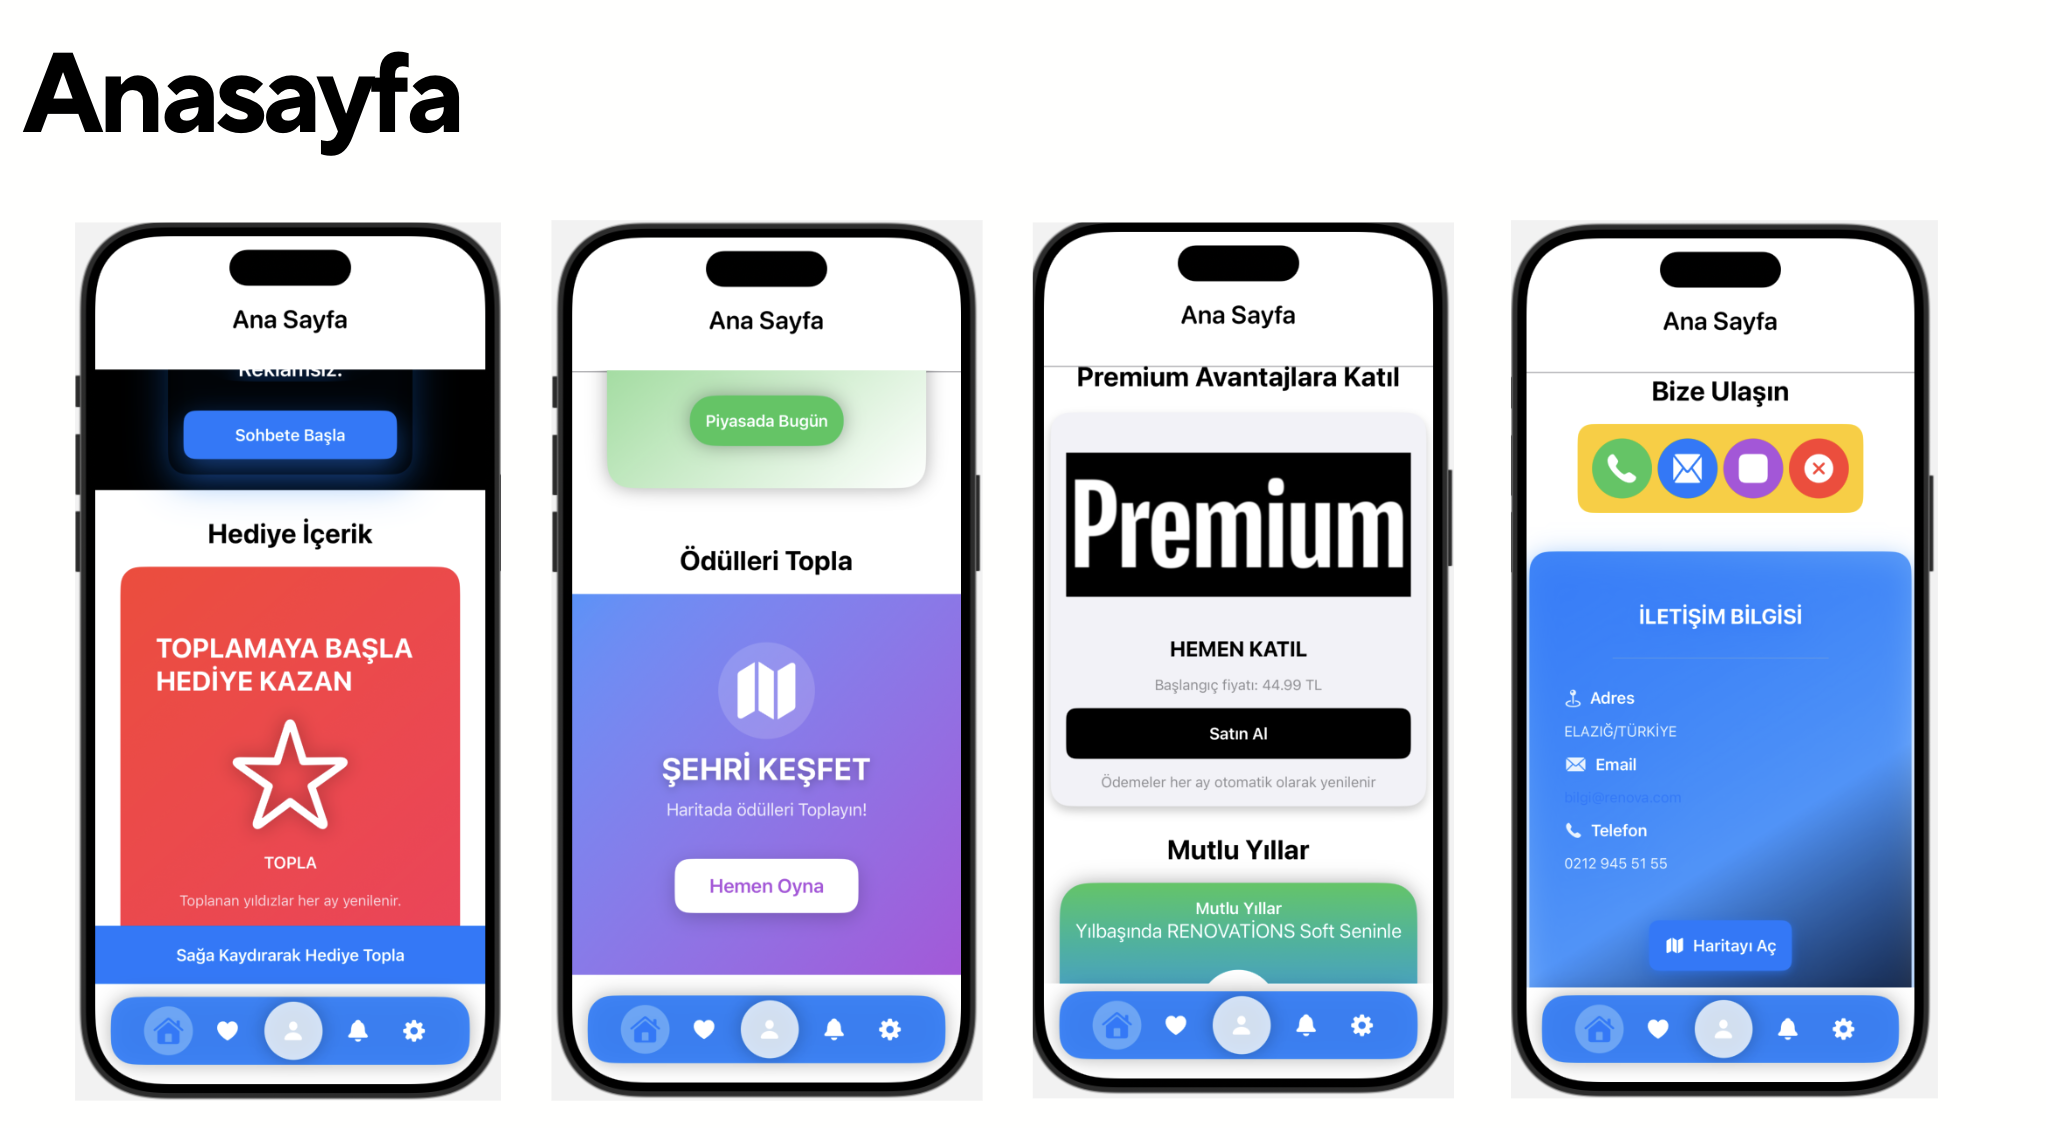 Anasayfa
Ana Sayfa
Reklamsız.
Sohbete Başla
Hediye İçerik
TOPLAMAYA BAŞLA
HEDİYE KAZAN
TOPLA
Toplanan yıldızlar her ay yenilenir.
Sağa Kaydırarak Hediye Topla
Ana Sayfa
Piyasada Bugün
Ödülleri Topla
ŞEHRİ KEŞFET
Haritada ödülleri Toplayın!
Hemen Oyna
Ana Sayfa
Premium Avantajlara Katıl
Premium
HEMEN KATIL
Başlangıç fiyatı: 44.99 TL
Satın Al
Ödemeler her ay otomatik olarak yenilenir
Mutlu Yıllar
Mutlu Yıllar
Yılbaşında RENOVATİONS Soft Seninle
Ana Sayfa
Bize Ulaşın
İLETİŞİM BİLGİSİ
Adres
ELAZIĞ/TÜRKİYE
Email
bilgi@renova.com
Telefon
0212 945 51 55
Haritayı Aç